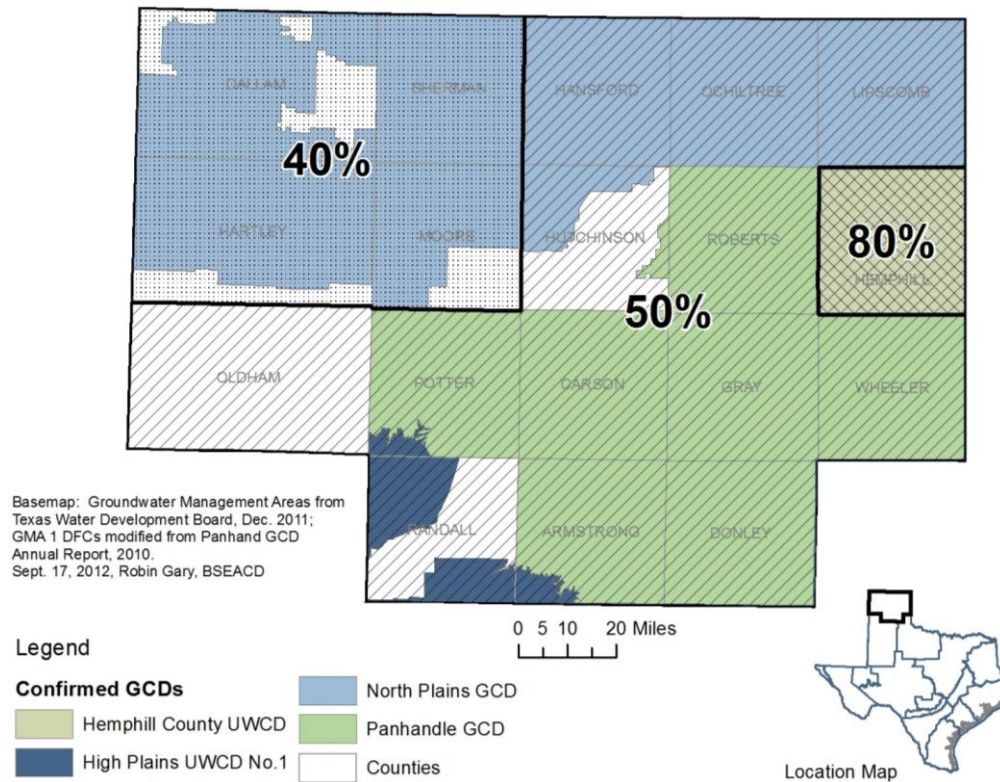 DALLAM
SHERMAN
HANSFORD
OCHILTREE
LIPSCOMB
40%
HARTLEY
MOORE
HUTCHINSON
ROBERTS
80%
HEMPHILL
50%
OLDHAM
POTTER
CARSON
GRAY
WHEELER
RANDALL
ARMSTRONG
DONLEY
Basemap: Groundwater Management Areas from
Texas Water Development Board, Dec. 2011;
GMA 1 DFCs modified from Panhand GCD
Annual Report, 2010.
Sept. 17, 2012, Robin Gary, BSEACD
0 5 10 20 Miles
Legend
Confirmed GCDs
Hemphill County UWCD
High Plains UWCD No.1
North Plains GCD
Panhandle GCD
Counties
Location Map